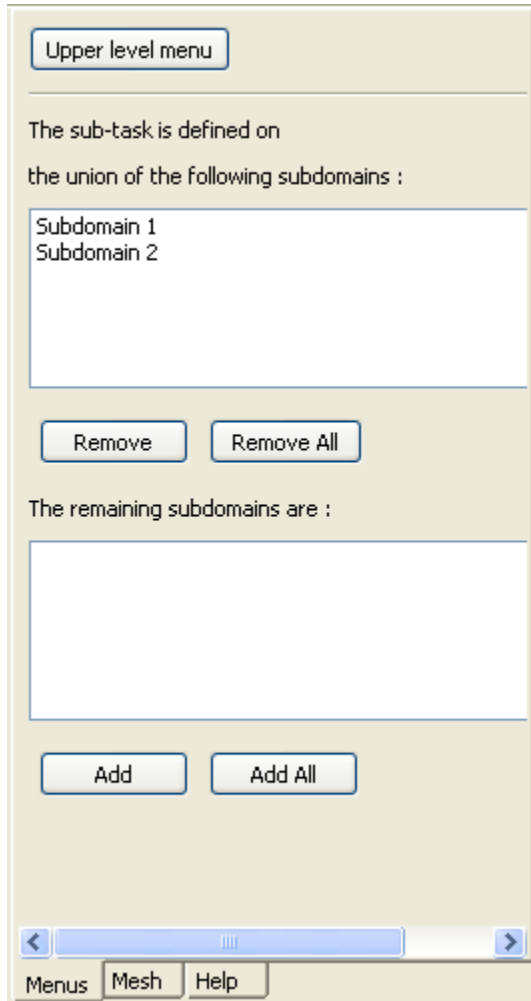 Upper level menu
The sub-task is defined on
the union of the following subdomains :
Subdomain 1
Subdomain 2
Remove Remove All
The remaining subdomains are :
Add Add All
Menus Mesh Help